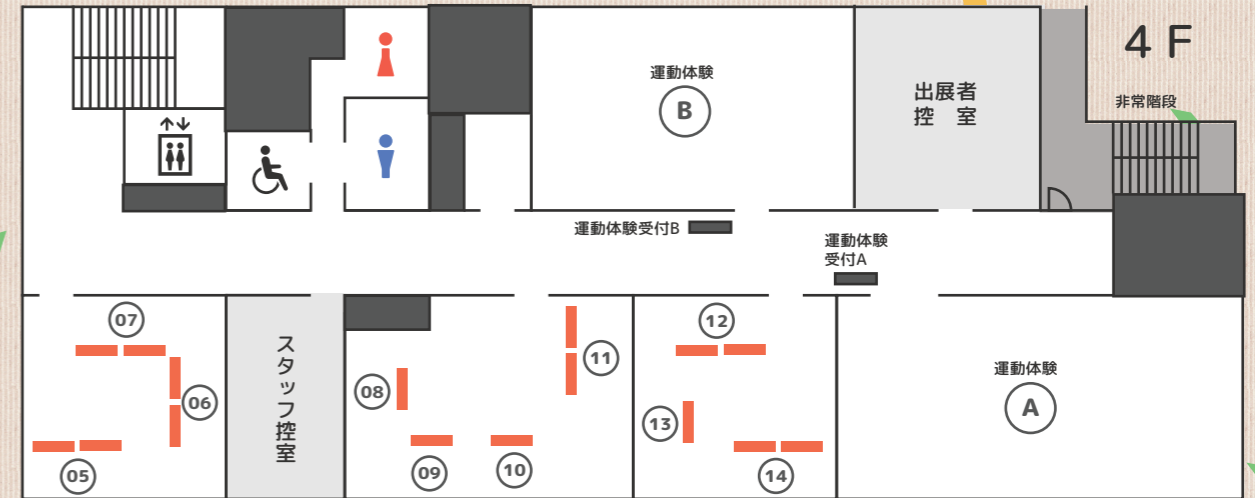 4F
非常階段
運動体験
B
出展者
控 室
運動体験受付B
運動体験
受付A
07
06
05
スタッフ控室
08
09
10
11
12
13
14
運動体験
A